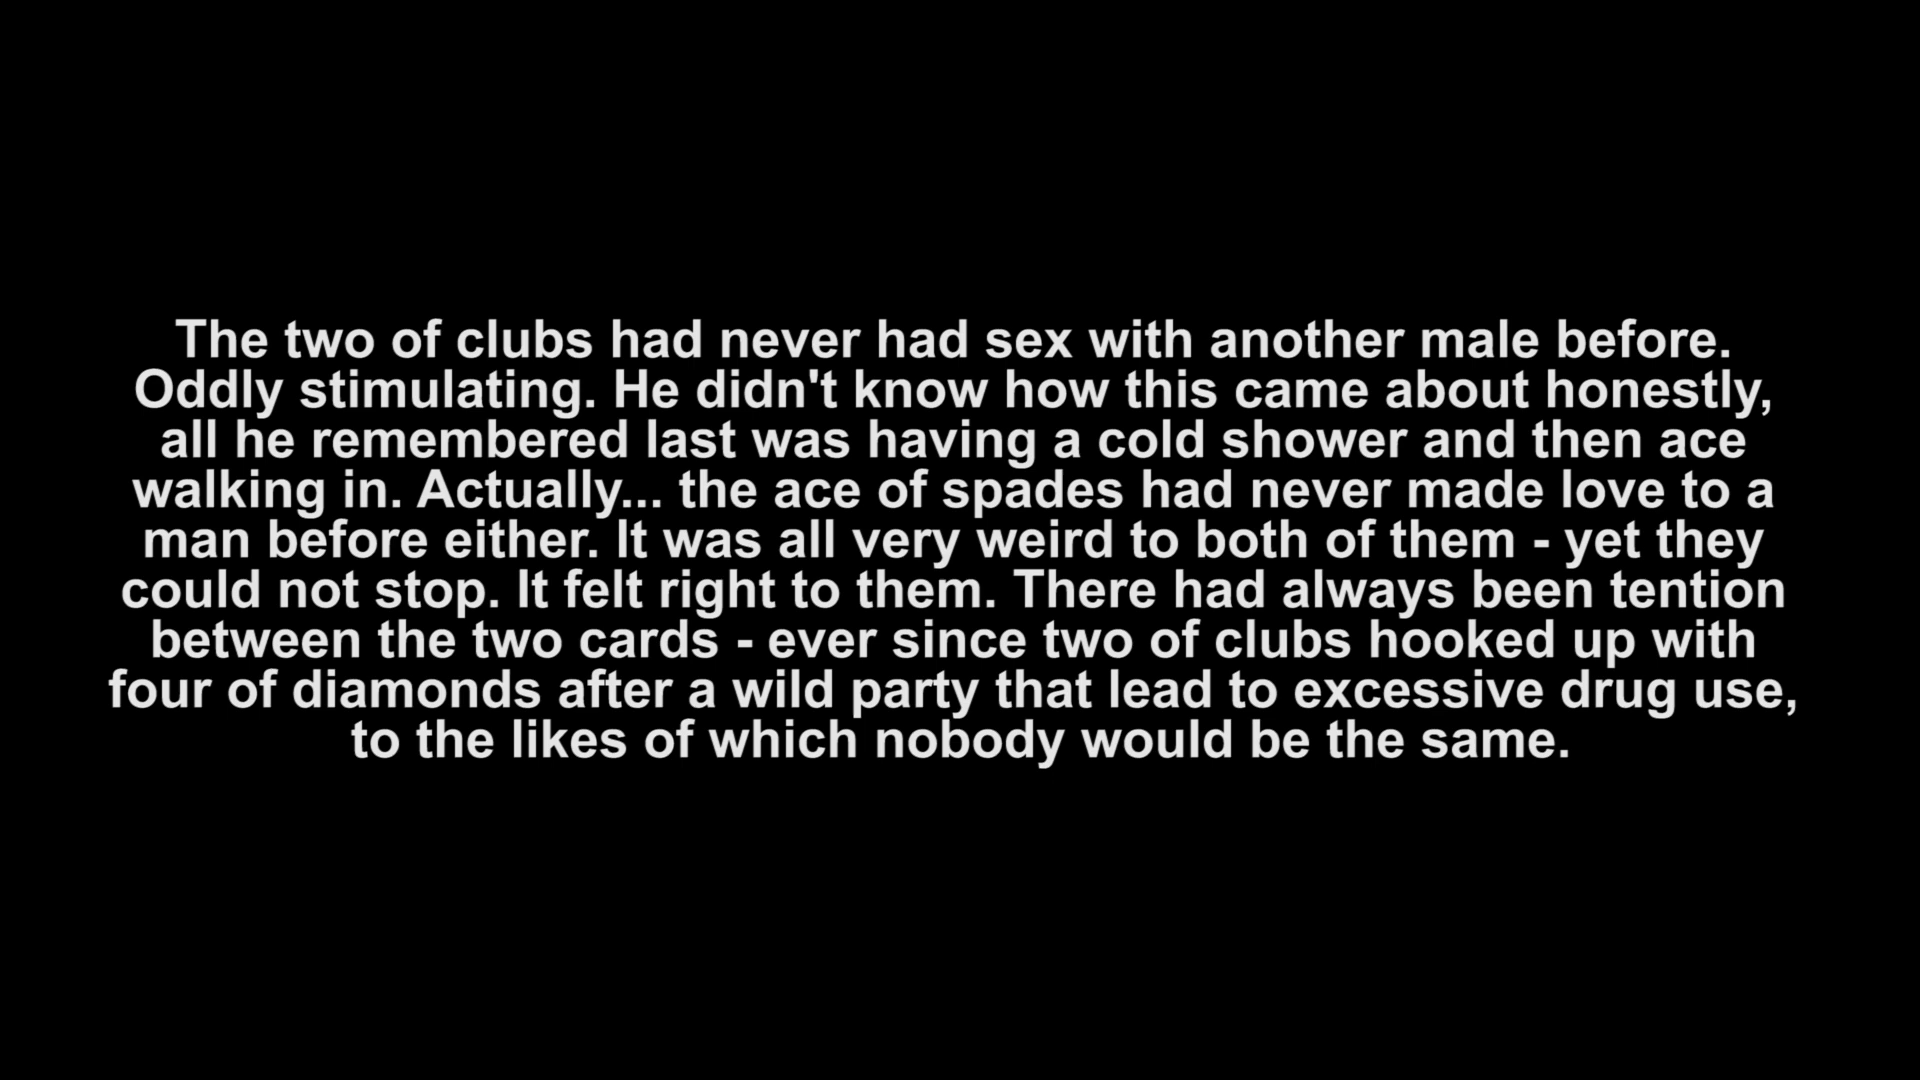 The two of clubs had never had sex with another male before.
Oddly stimulating. He didn't know how this came about honestly,
all he remembered last was having a cold shower and then ace
walking in. Actually... the ace of spades had never made love to a
man before either. It was all very weird to both of them - yet they
could not stop. It felt right to them. There had always been tention
between the two cards - ever since two of clubs hooked up with
four of diamonds after a wild party that lead to excessive drug use,
to the likes of which nobody would be the same.